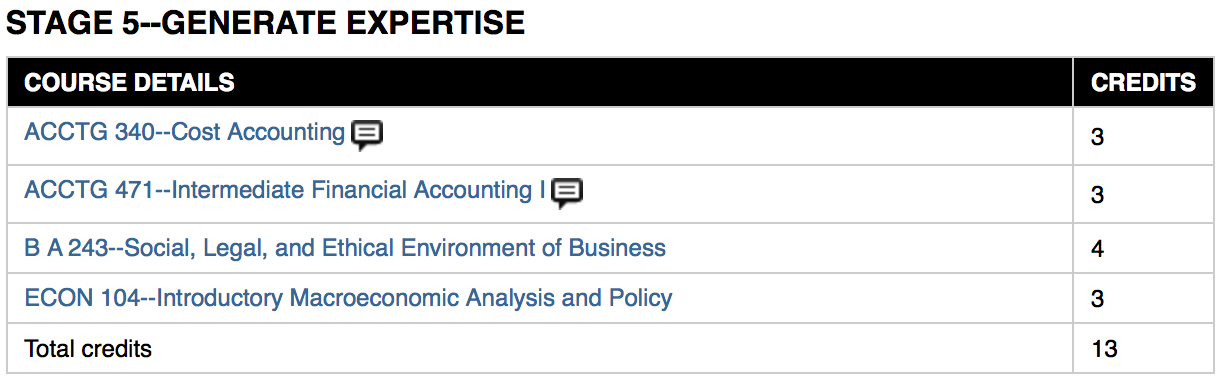 STAGE 5--GENERATE EXPERTISE
COURSE DETAILS CREDITS
ACCTG 340--Cost Accounting 3
ACCTG 471--Intermediate Financial Accounting I 3
B A 243--Social, Legal, and Ethical Environment of Business 4
ECON 104--Introductory Macroeconomic Analysis and Policy 3
Total credits 13